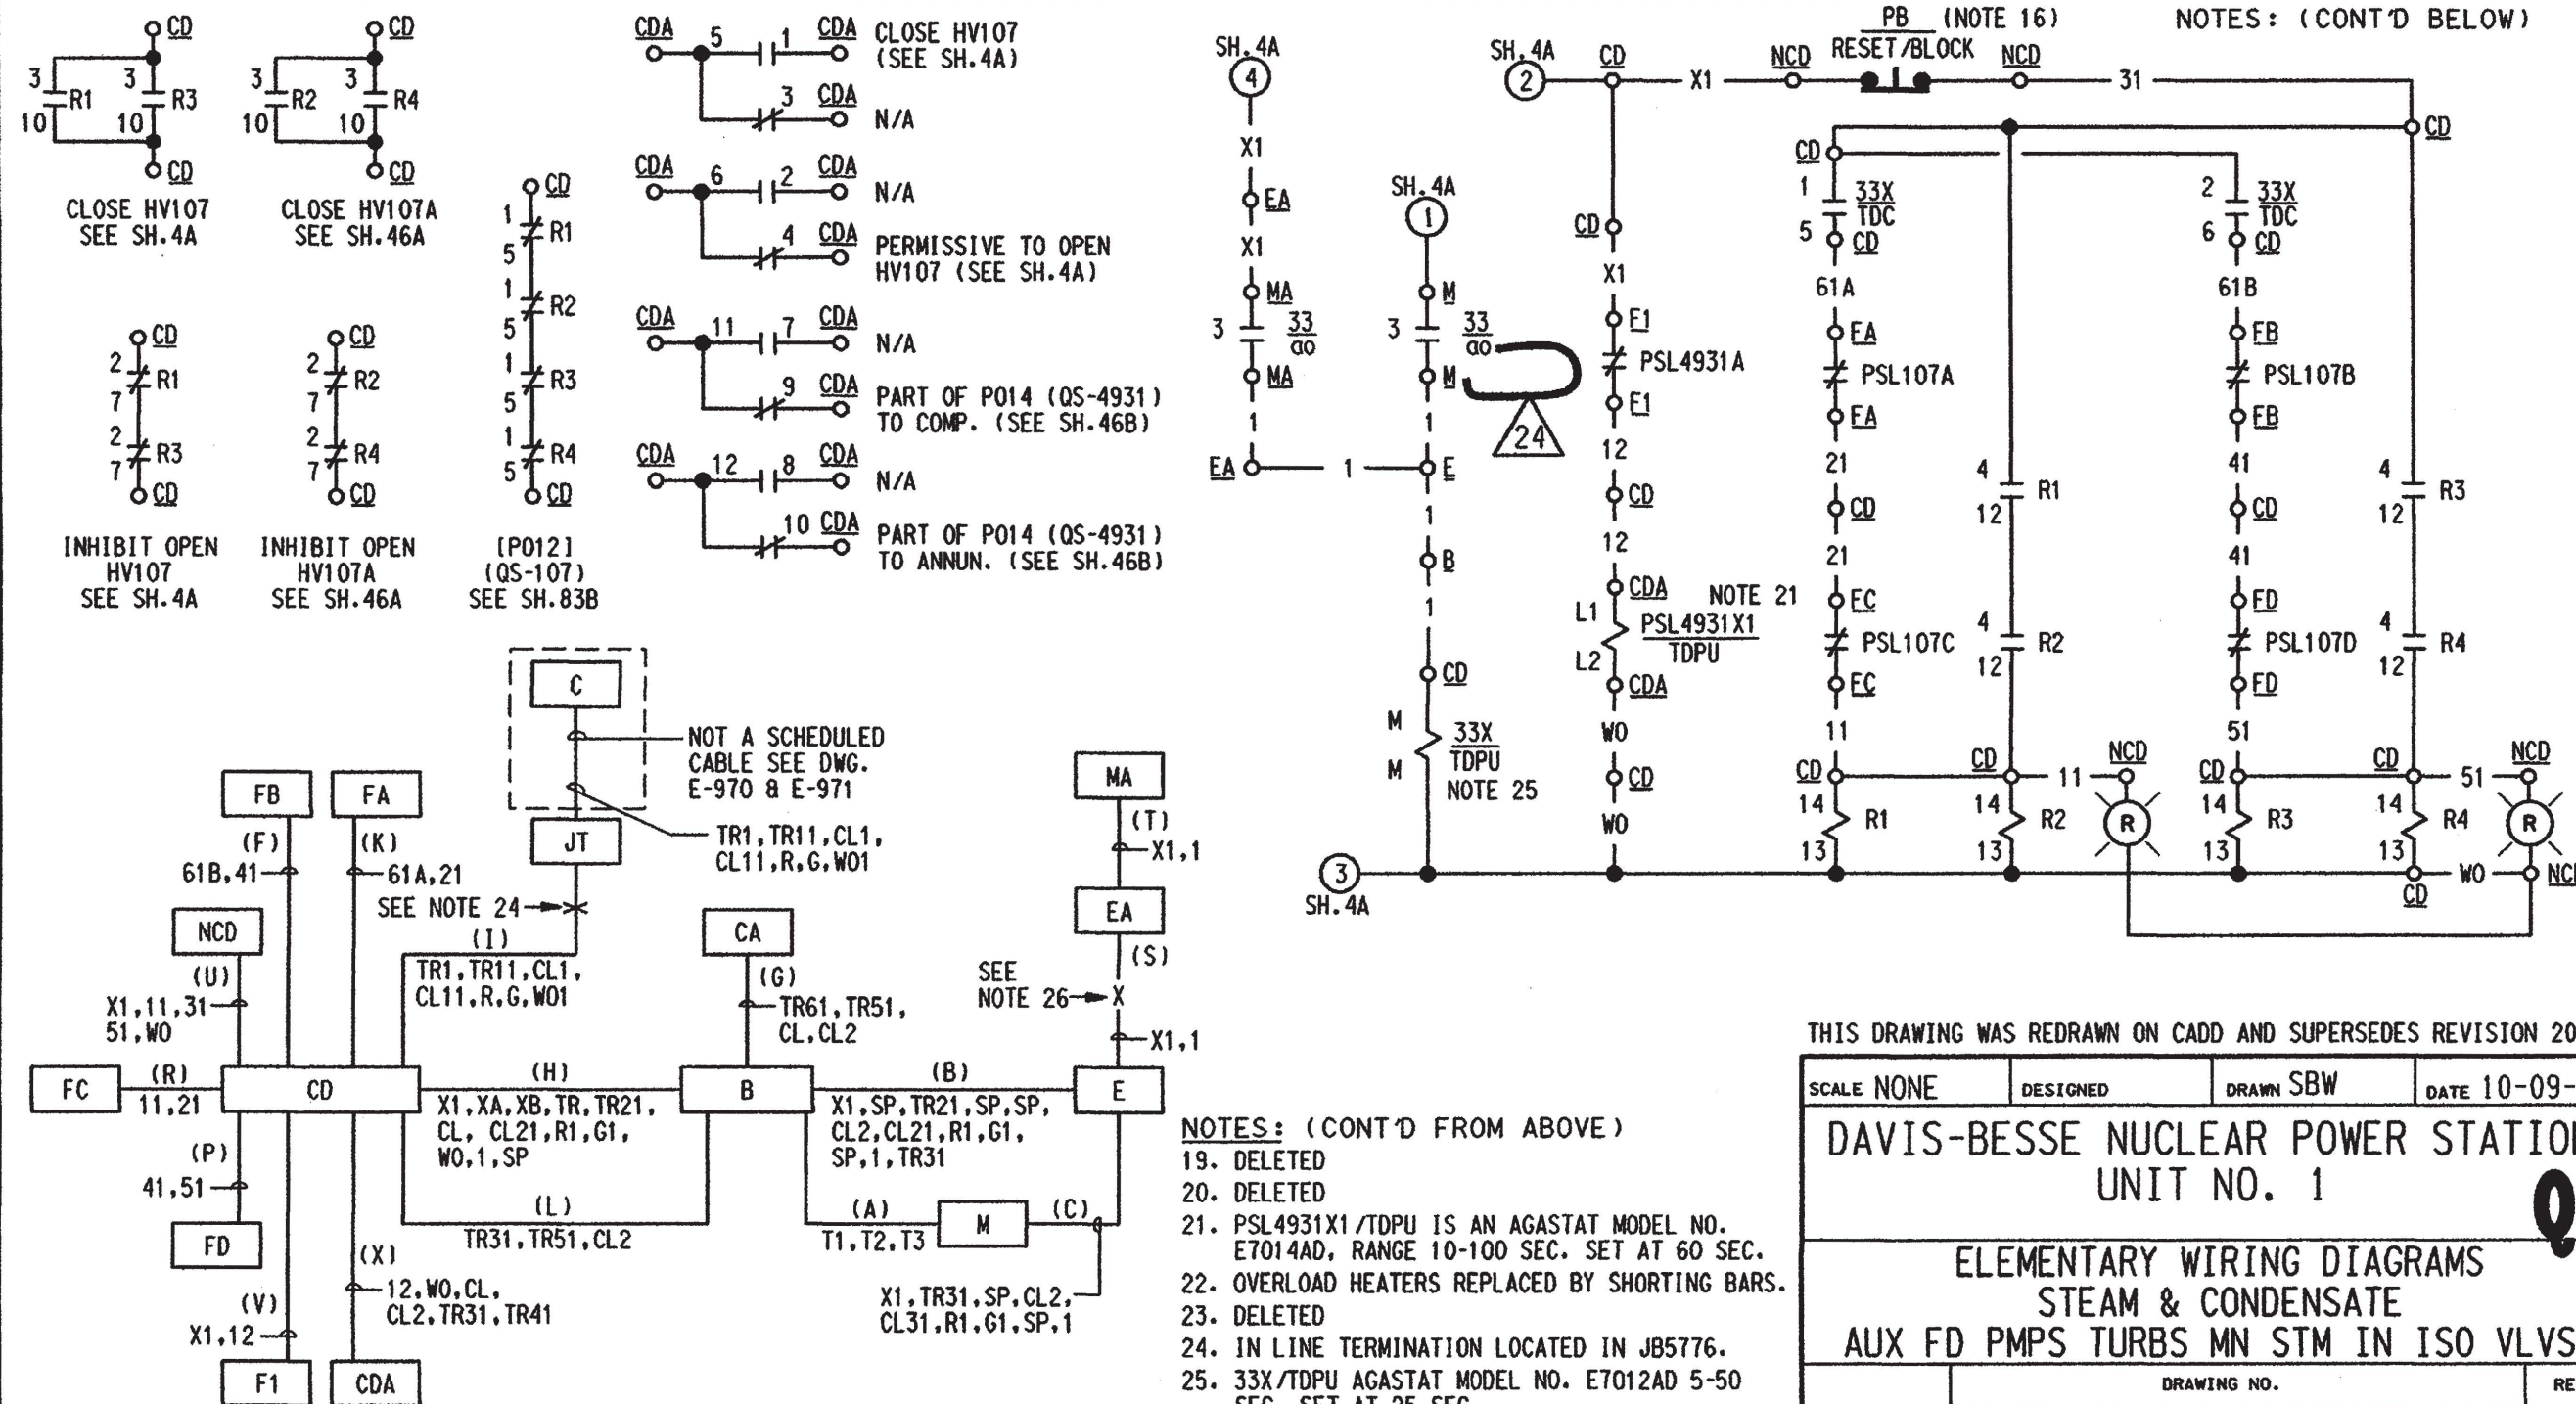 CD
3
R1
10
3
R3
10
CD
CLOSE HV107
SEE SH.4A
CD
3
R2
10
3
R4
10
CD
CLOSE HV107A
SEE SH.46A
CD
2
R1
7
2
R3
7
CD
INHIBIT OPEN
HV107
SEE SH.4A
CD
2
R2
7
2
R4
7
CD
INHIBIT OPEN
HV107A
SEE SH.46A
CD
1
R1
5
1
R2
5
1
R3
5
1
R4
5
CD
[P012]
(QS-107)
SEE SH.83B
CDA 5 1 CDA
CLOSE HV107
(SEE SH.4A)
3 CDA
N/A
CDA 6 2 CDA
N/A
4 CDA
PERMISSIVE TO OPEN
HV107 (SEE SH.4A)
CDA 11 7 CDA
N/A
9 CDA
PART OF P014 (QS-4931)
TO COMP. (SEE SH.46B)
CDA 12 8 CDA
N/A
10 CDA
PART OF P014 (QS-4931)
TO ANNUN. (SEE SH.46B)
SH.4A
4
X1
EA
X1
MA
3 33
ao
MA
1
EA
1
SH.4A
1
M
3 33
ao
M
24
1
E
1
B
1
CD
M
M
33X
TDPU
NOTE 25
SH.4A
2
CD
X1
NCD
PB (NOTE 16)
RESET/BLOCK
NCD
31
CD
NOTES: (CONT'D BELOW)
CD
X1
F1
PSL4931A
F1
12
CD
12
CDA
NOTE 21
L1
L2
PSL4931X1
TDPU
CDA
WO
CD
WO
CD
1
33X
TDC
5
CD
61A
FA
PSL107A
FA
21
CD
21
FC
PSL107C
FC
11
CD
14
R1
13
4
R1
12
4
R2
12
CD
11
NCD
14
R2
13
R
2
33X
TDC
6
CD
61B
FB
PSL107B
FB
41
CD
41
FD
PSL107D
FD
51
CD
14
R3
13
4
R3
12
4
R4
12
CD
51
NCD
14
R4
13
R
CD
WO
3
SH.4A
C
NOT A SCHEDULED
CABLE SEE DWG.
E-970 & E-971
TR1,TR11,CL1,
CL11,R,G,WO1
JT
SEE NOTE 24
(I)
TR1,TR11,CL1,
CL11,R,G,WO1
FB
(F)
61B,41
FA
(K)
61A,21
NCD
(U)
X1,11,31
51,WO
CA
(G)
TR61,TR51,
CL,CL2
MA
(T)
X1,1
EA
(S)
SEE
NOTE 26
X
X1,1
FC
(R)
11,21
CD
(H)
X1,XA,XB,TR,TR21,
CL, CL21,R1,G1,
WO,1,SP
B
(B)
X1,SP,TR21,SP,SP,
CL2,CL21,R1,G1,
SP,1,TR31
E
(L)
TR31,TR51,CL2
(A)
T1,T2,T3
M
(C)
X1,TR31,SP,CL2,
CL31,R1,G1,SP,1
(P)
41,51
FD
(V)
X1,12
F1
(X)
12,WO,CL,
CL2,TR31,TR41
CDA
NOTES: (CONT'D FROM ABOVE)
19. DELETED
20. DELETED
21. PSL4931X1/TDPU IS AN AGASTAT MODEL NO.
E7014AD, RANGE 10-100 SEC. SET AT 60 SEC.
22. OVERLOAD HEATERS REPLACED BY SHORTING BARS.
23. DELETED
24. IN LINE TERMINATION LOCATED IN JB5776.
25. 33X/TDPU AGASTAT MODEL NO. E7012AD 5-50
SEC. SET AT 25 SEC
THIS DRAWING WAS REDRAWN ON CADD AND SUPERSEDES REVISION 20
SCALE NONE
DESIGNED
DRAWN SBW
DATE 10-09-
DAVIS-BESSE NUCLEAR POWER STATION
UNIT NO. 1
Q
ELEMENTARY WIRING DIAGRAMS
STEAM & CONDENSATE
AUX FD PMPS TURBS MN STM IN ISO VLVS
DRAWING NO.